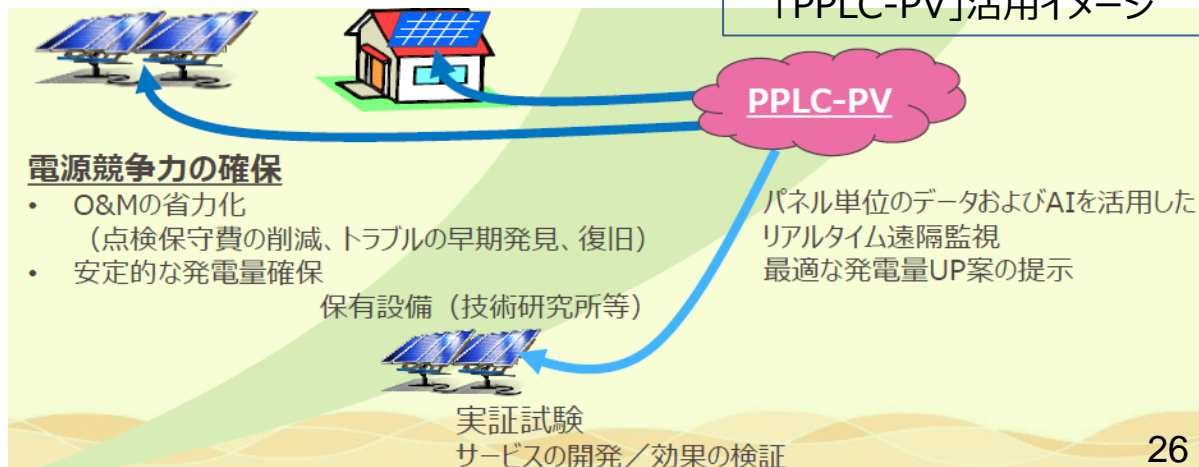 「PPLC-PV」活用イメージ
PPLC-PV
電源競争力の確保
• O&Mの省力化
（点検保守費の削減、トラブルの早期発見、復旧）
• 安定的な発電量確保
パネル単位のデータおよびAIを活用した
リアルタイム遠隔監視
最適な発電量UP案の提示
保有設備（技術研究所等）
実証試験
サービスの開発／効果の検証
26